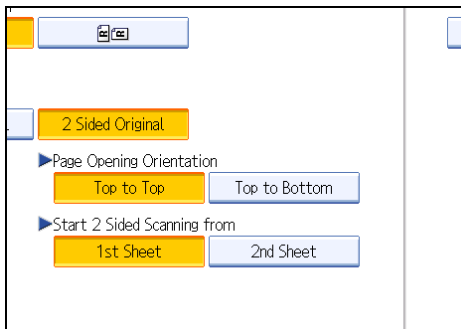 2 Sided Original
Page Opening Orientation
Top to Top Top to Bottom
Start 2 Sided Scanning from
1st Sheet 2nd Sheet